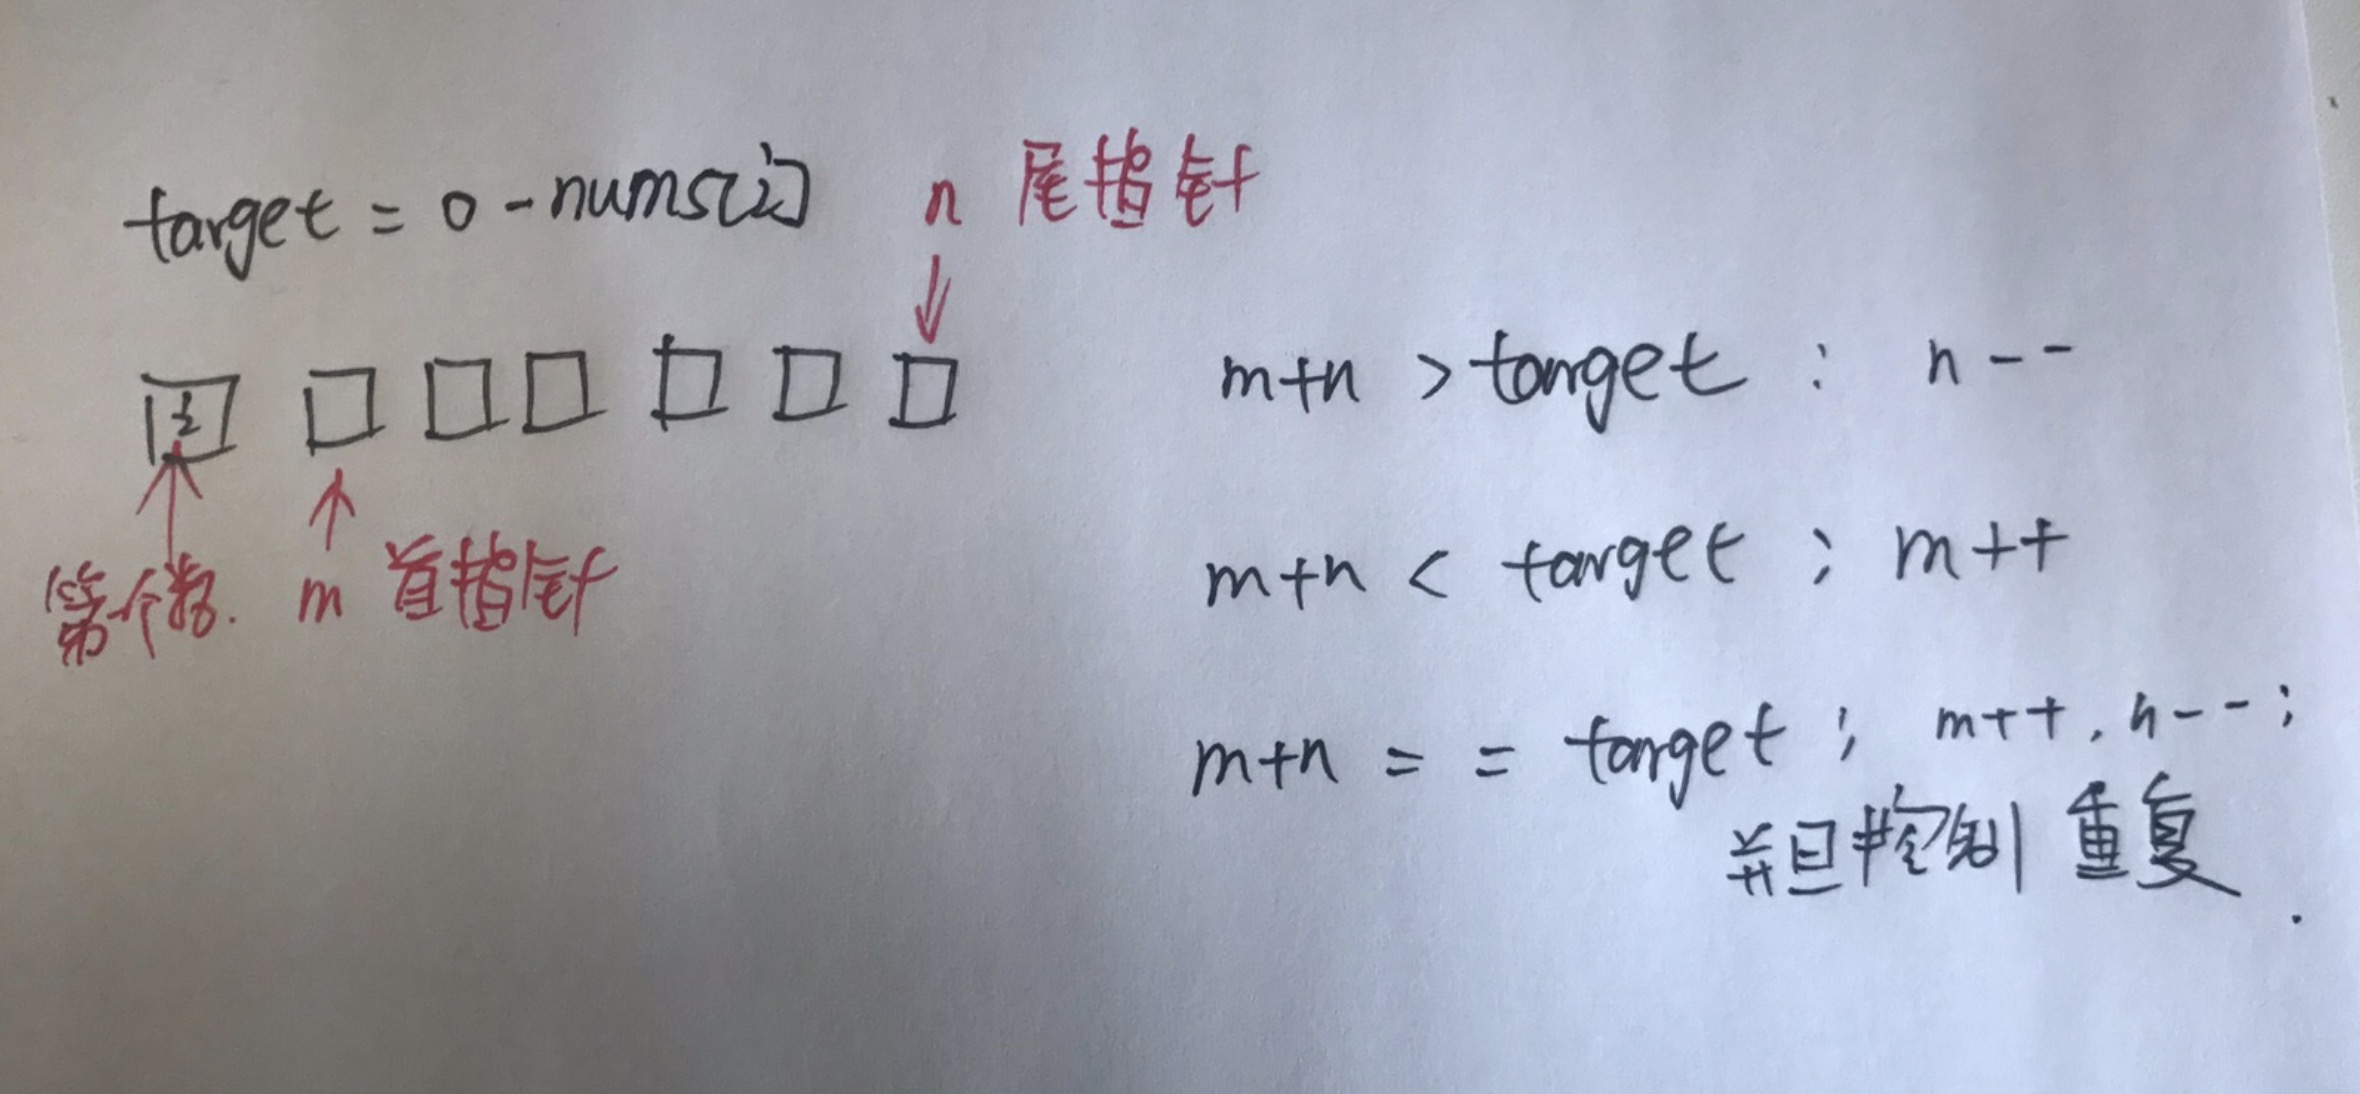 target = 0 - nums[i]
n 尾指针
i
第一个数.
m 首指针
m+n > target : n--
m+n < target ; m++
m+n == target ; m++, n--;
并且控制重复.